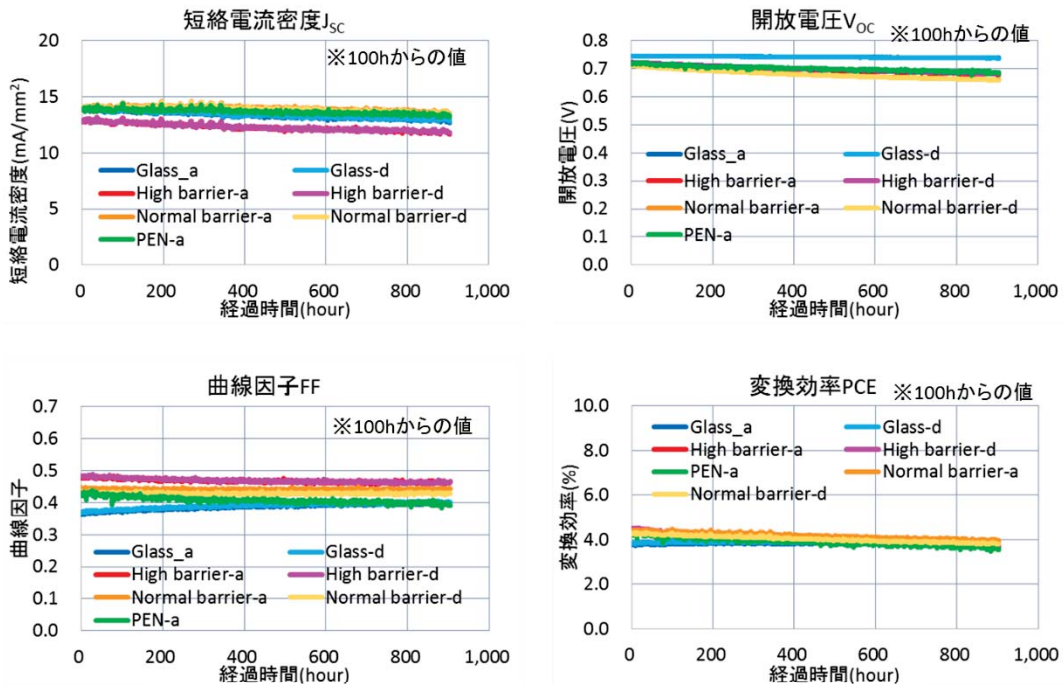 短絡電流密度JSC
※100hからの値
短絡電流密度(mA/mm²)
20
15
10
5
0
Glass_a
Glass-d
High barrier-a
High barrier-d
Normal barrier-a
Normal barrier-d
PEN-a
0
200
400
600
800
1,000
経過時間(hour)
開放電圧VOC
※100hからの値
開放電圧(V)
0.8
0.7
0.6
0.5
0.4
0.3
0.2
0.1
0.0
Glass_a
Glass-d
High barrier-a
High barrier-d
Normal barrier-a
Normal barrier-d
PEN-a
0
200
400
600
800
1,000
経過時間(hour)
曲線因子FF
※100hからの値
曲線因子
0.7
0.6
0.5
0.4
0.3
0.2
0.1
0.0
Glass_a
Glass-d
High barrier-a
High barrier-d
Normal barrier-a
Normal barrier-d
PEN-a
0
200
400
600
800
1,000
経過時間(hour)
変換効率PCE
※100hからの値
変換効率(%)
10.0
8.0
6.0
4.0
2.0
0.0
Glass_a
Glass-d
High barrier-a
High barrier-d
PEN-a
Normal barrier-a
Normal barrier-d
0
200
400
600
800
1,000
経過時間(hour)